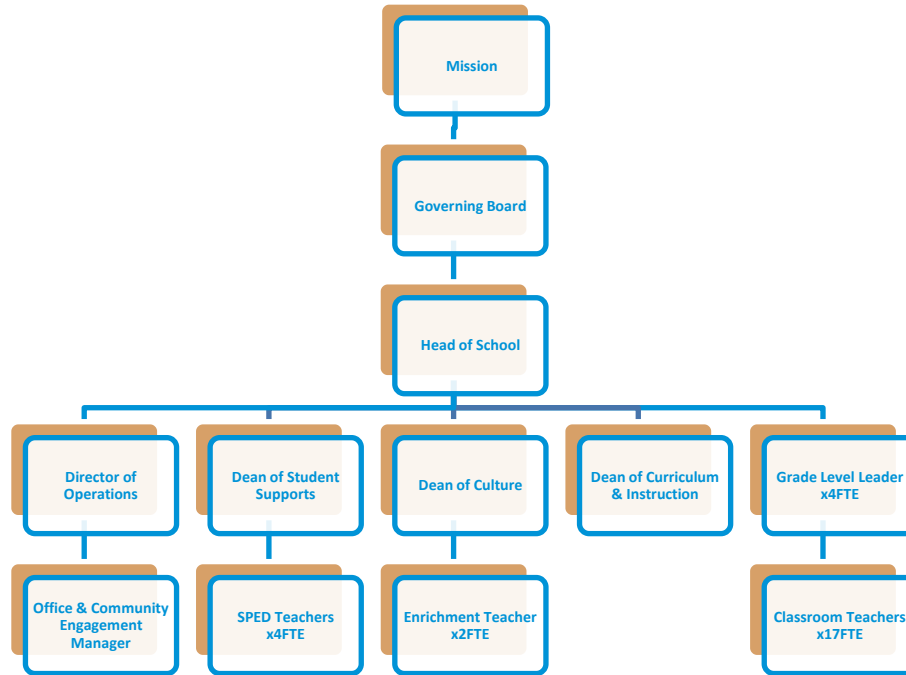 Mission
Governing Board
Head of School
Director of
Operations
Dean of Student
Supports
Dean of Culture
Dean of Curriculum
& Instruction
Grade Level Leader
x4FTE
Office & Community
Engagement
Manager
SPED Teachers
x4FTE
Enrichment Teacher
x2FTE
Classroom Teachers
x17FTE